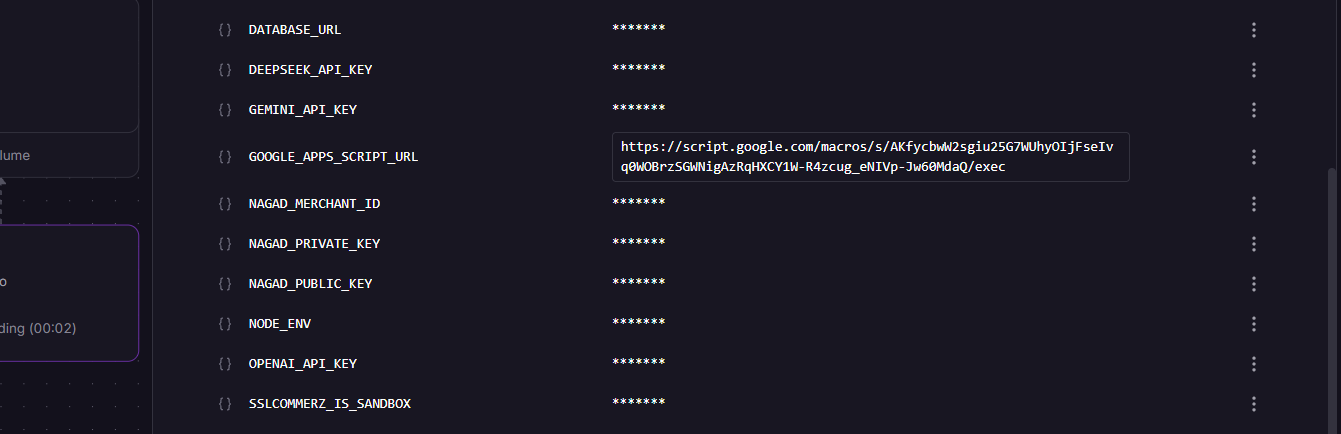 {} DATABASE_URL *******
{} DEEPSEEK_API_KEY *******
{} GEMINI_API_KEY *******
{} GOOGLE_APPS_SCRIPT_URL https://script.google.com/macros/s/AKfycbwW2sgiu25G7WUhyOIjFseIv
q0WOBrzSGWNigAzRqHXCY1W-R4zcug_eNIVp-Jw60MdaQ/exec
lume
{} NAGAD_MERCHANT_ID *******
{} NAGAD_PRIVATE_KEY *******
{} NAGAD_PUBLIC_KEY *******
o
{} NODE_ENV *******
ding (00:02)
{} OPENAI_API_KEY *******
{} SSLCOMMERZ_IS_SANDBOX *******